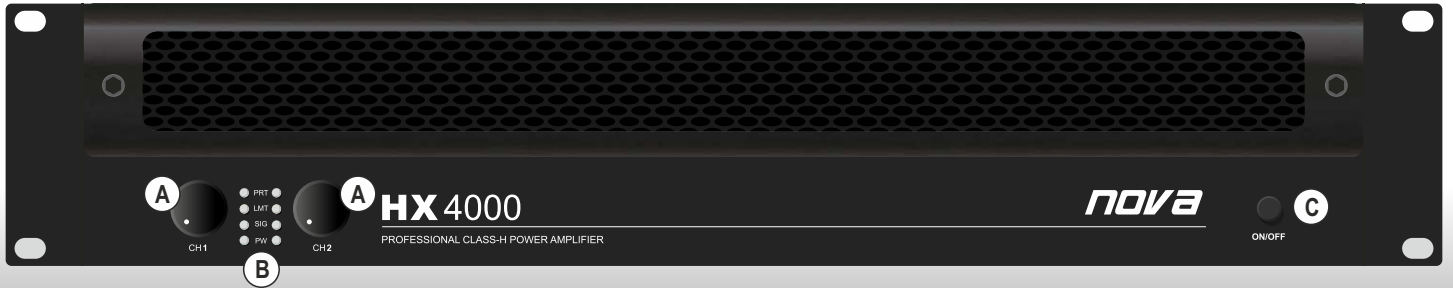 A
A
PRT
LMT
SIG
PW
CH1
CH2
B
HX 4000
PROFESSIONAL CLASS-H POWER AMPLIFIER
nova
C
ON/OFF